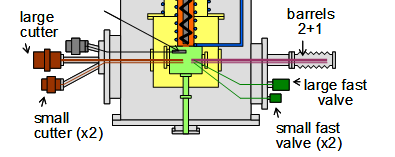 large
cutter
small
cutter (x2)
barrels
2+1
large fast
valve
small fast
valve (x2)